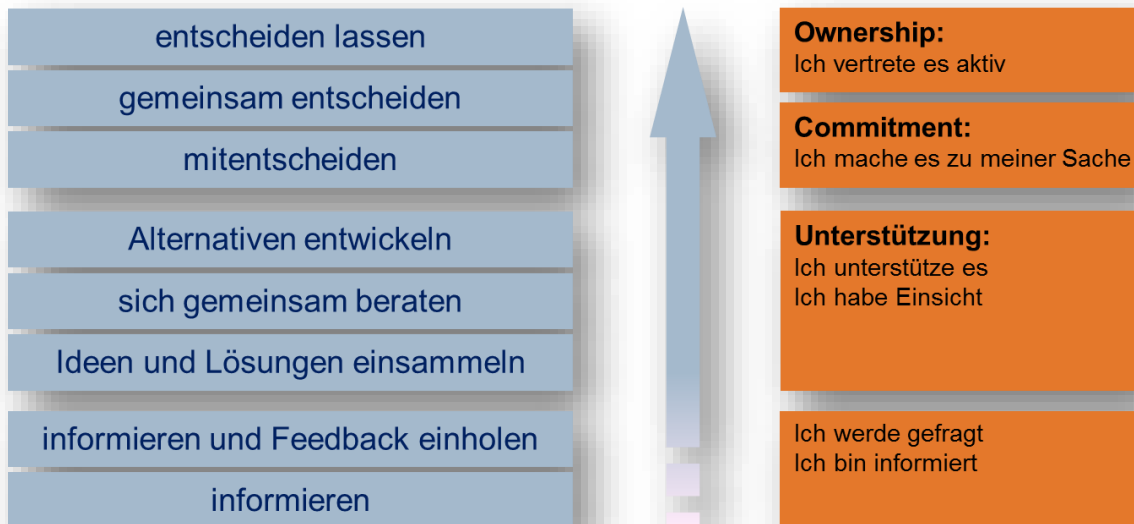 entscheiden lassen
gemeinsam entscheiden
mitentscheiden
Alternativen entwickeln
sich gemeinsam beraten
Ideen und Lösungen einsammeln
informieren und Feedback einholen
informieren
Ownership:
Ich vertrete es aktiv
Commitment:
Ich mache es zu meiner Sache
Unterstützung:
Ich unterstütze es
Ich habe Einsicht
Ich werde gefragt
Ich bin informiert